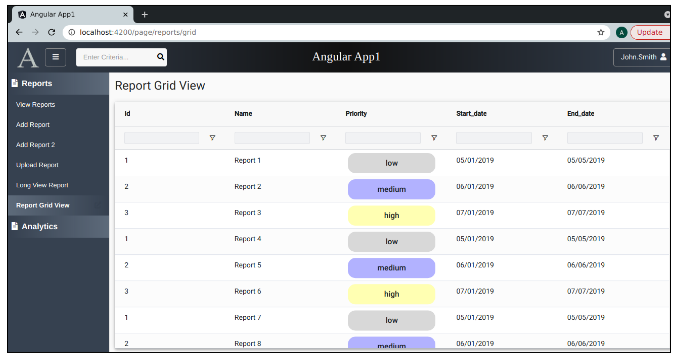 Angular App1
localhost:4200/page/reports/grid
A
Update
A
Enter Criteria...
Angular App1
John.Smith
Reports
View Reports
Add Report
Add Report 2
Upload Report
Long View Report
Report Grid View
Analytics
Report Grid View
Id Name Priority Start_date End_date
1 Report 1 low 05/01/2019 05/05/2019
2 Report 2 medium 06/01/2019 06/06/2019
3 Report 3 high 07/01/2019 07/07/2019
1 Report 4 low 05/01/2019 05/05/2019
2 Report 5 medium 06/01/2019 06/06/2019
3 Report 6 high 07/01/2019 07/07/2019
1 Report 7 low 05/01/2019 05/05/2019
2 Report 8 medium 06/01/2019 06/06/2019